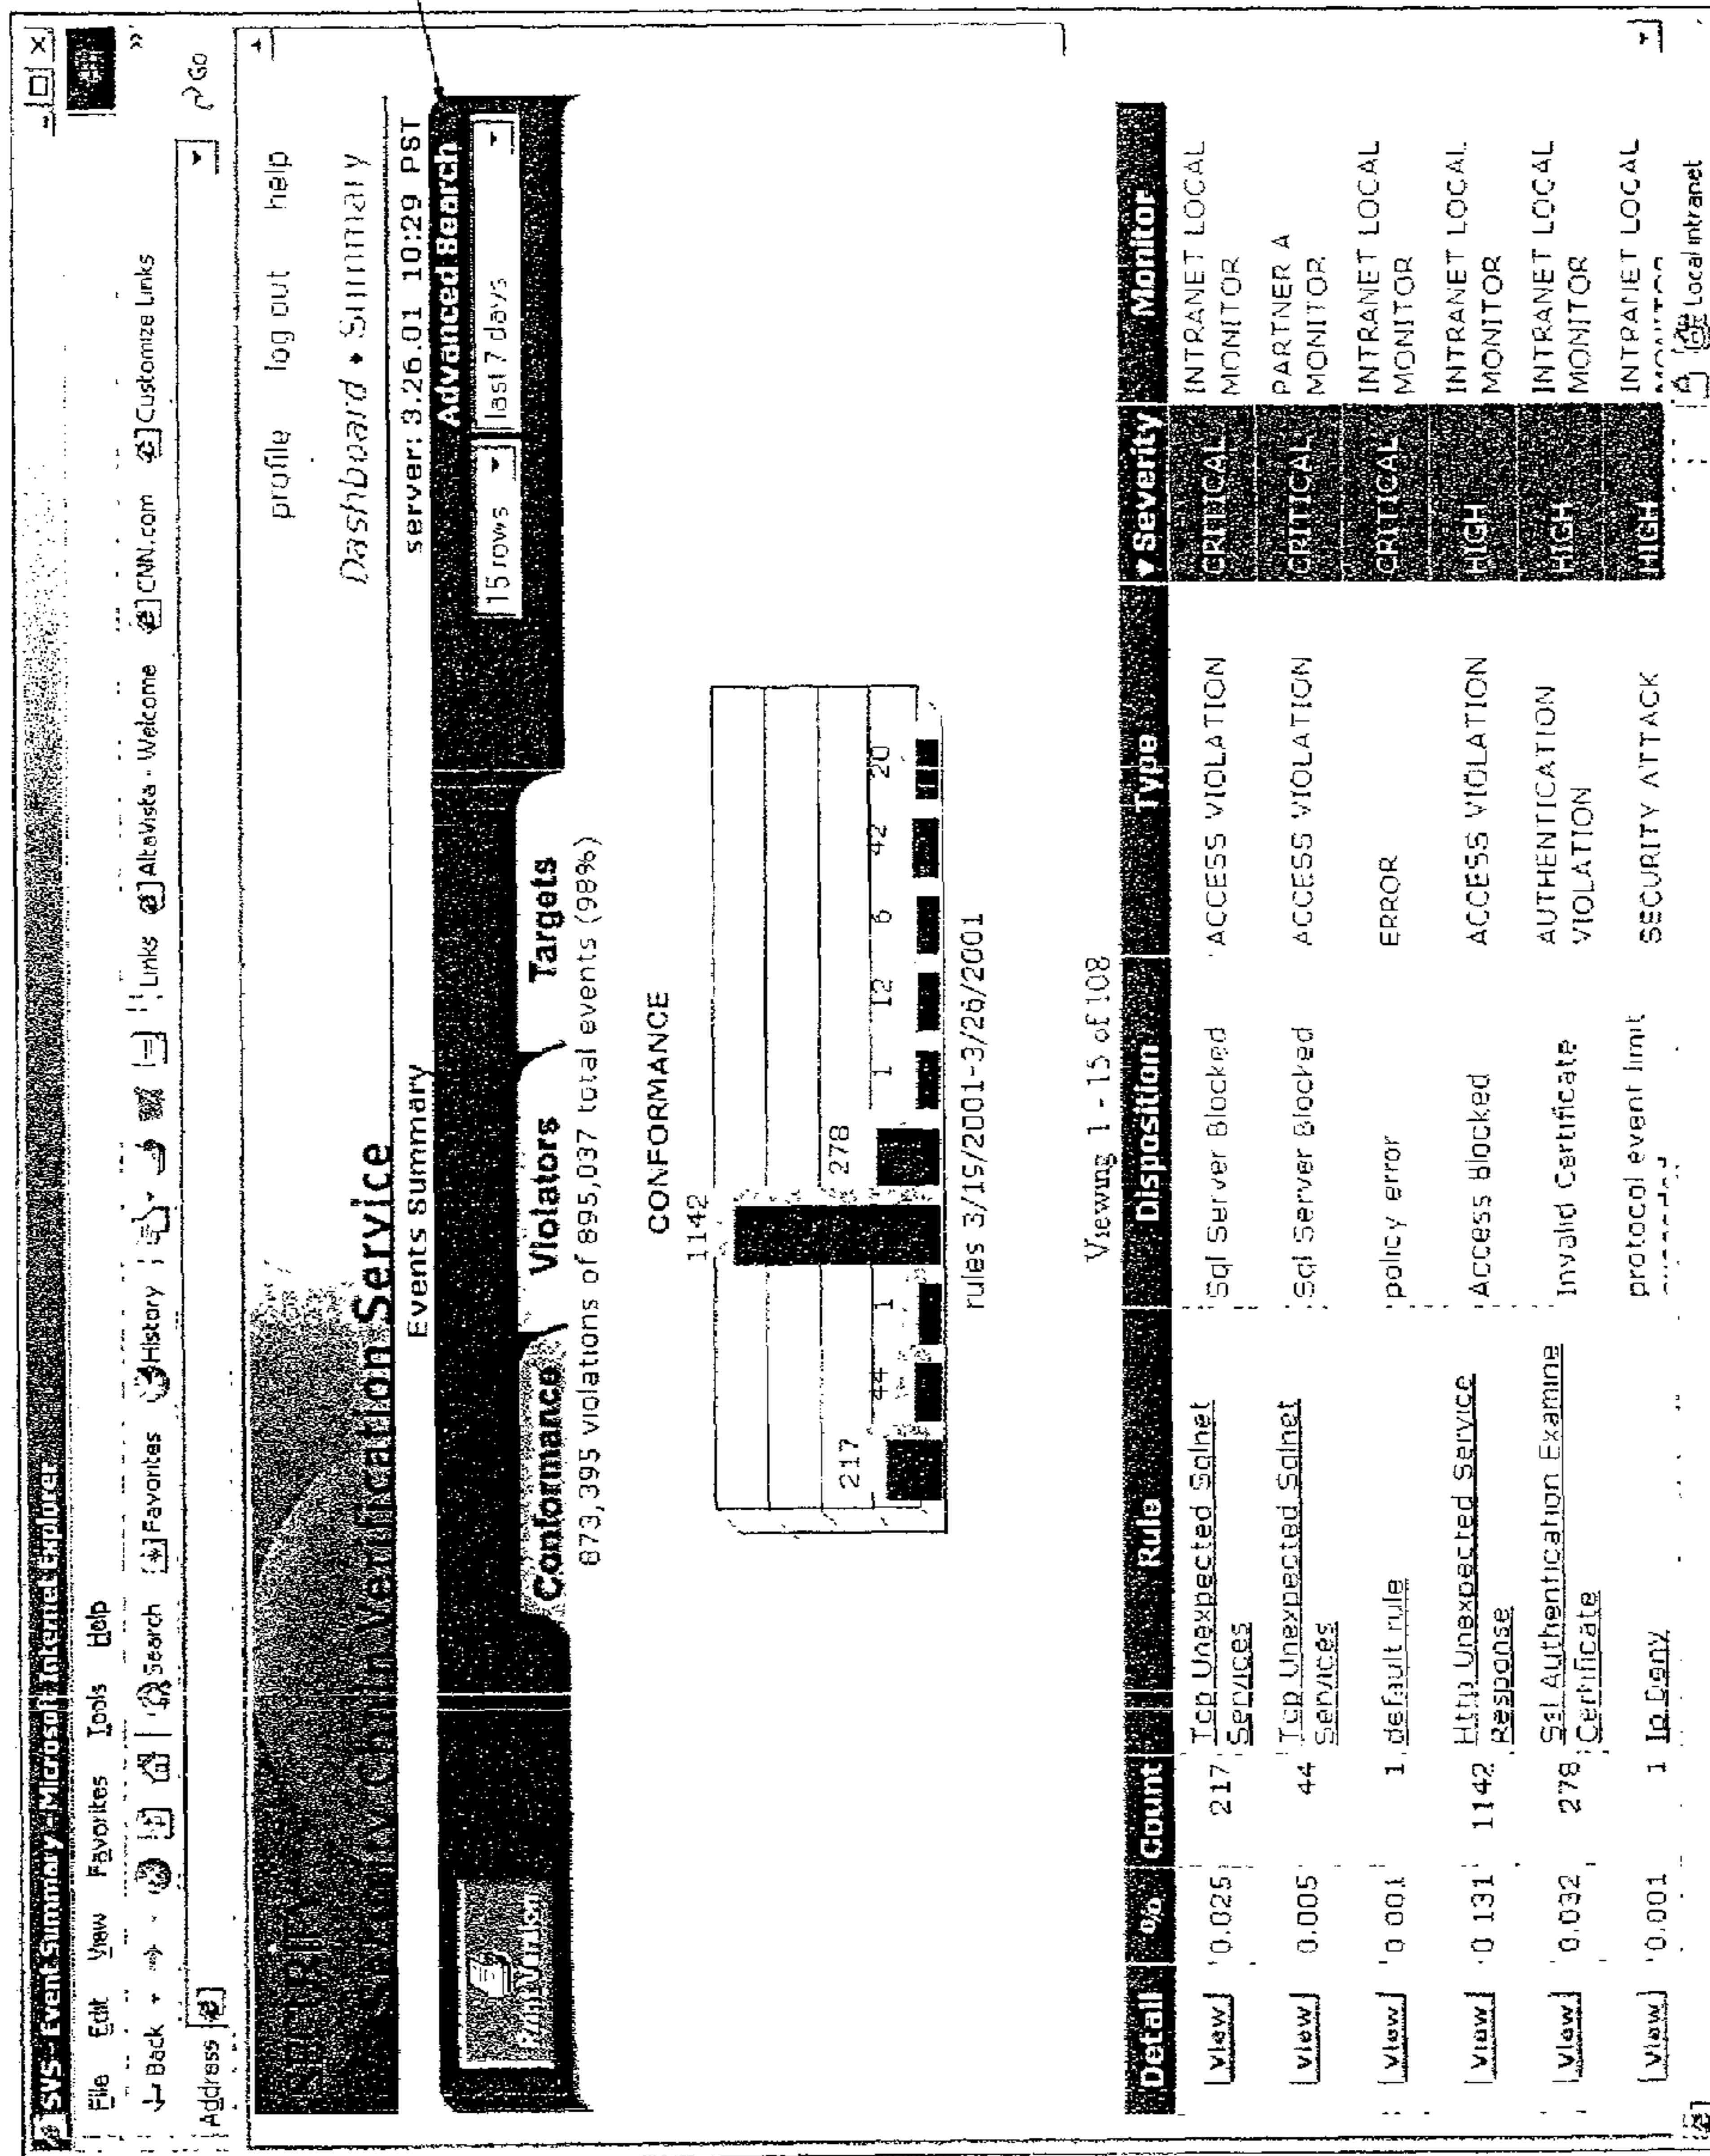 SVS - Event Summary - Microsoft Internet Explorer
File Edit View Favorites Tools Help
Back Search Favorites History Links AltaVista - Welcome CNN.com Customize Links
Address Go
profile log out help
Dashboard • Summary
Service
Events Summary
server: 3.26.01 10:29 PST
Advanced Search
Print Version
15 rows last 7 days
Conformance Violators Targets
873,395 violations of 895,037 total events (98%)
CONFORMANCE
217 44 1 1142 278 1 12 6 42 20
rules 3/19/2001-3/26/2001
Viewing 1 - 15 of 108
Detail % Count Rule Disposition Type ▼ Severity Monitor
View 0.025 217 Tcp Unexpected Sqlnet Sql Server Blocked ACCESS VIOLATION CRITICAL INTRANET LOCAL
Services MONITOR
View 0.005 44 Tcp Unexpected Sqlnet Sql Server Blocked ACCESS VIOLATION CRITICAL PARTNER A
Services MONITOR
View 0.001 1 default rule policy error ERROR CRITICAL INTRANET LOCAL
MONITOR
View 0.131 1142 Http Unexpected Service Access Blocked ACCESS VIOLATION HIGH INTRANET LOCAL
Response MONITOR
View 0.032 278 Ssl Authentication Examine Invalid Certificate AUTHENTICATION HIGH INTRANET LOCAL
Certificate VIOLATION MONITOR
View 0.001 1 Ip Deny protocol event limit SECURITY ATTACK HIGH INTRANET LOCAL
MONITOR
Local intranet